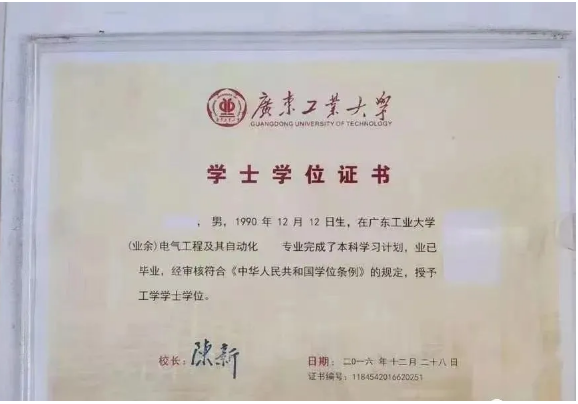 廣東工業大學
GUANGDONG UNIVERSITY OF TECHNOLOGY
学士学位证书
，男，1990 年 12 月 12 日生，在广东工业大学
(业余)电气工程及其自动化 专业完成了本科学习计划，业已
毕业，经审核符合《中华人民共和国学位条例》的规定，授予
工学学士学位。
校长：陈新 日期：二〇一六 年 十二 月 二十八 日
证书编号：1184542016620251